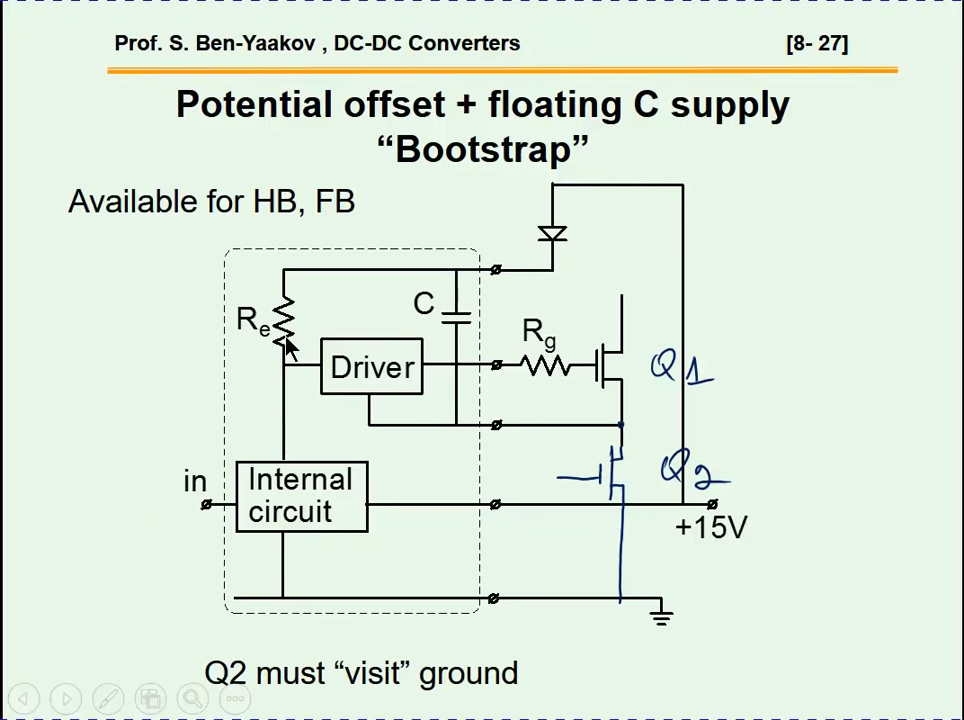 Prof. S. Ben-Yaakov , DC-DC Converters [8- 27]
Potential offset + floating C supply
“Bootstrap”
Available for HB, FB
C
Re
Rg
Driver
Q1
in
Internal
circuit
Q2
+15V
Q2 must “visit” ground